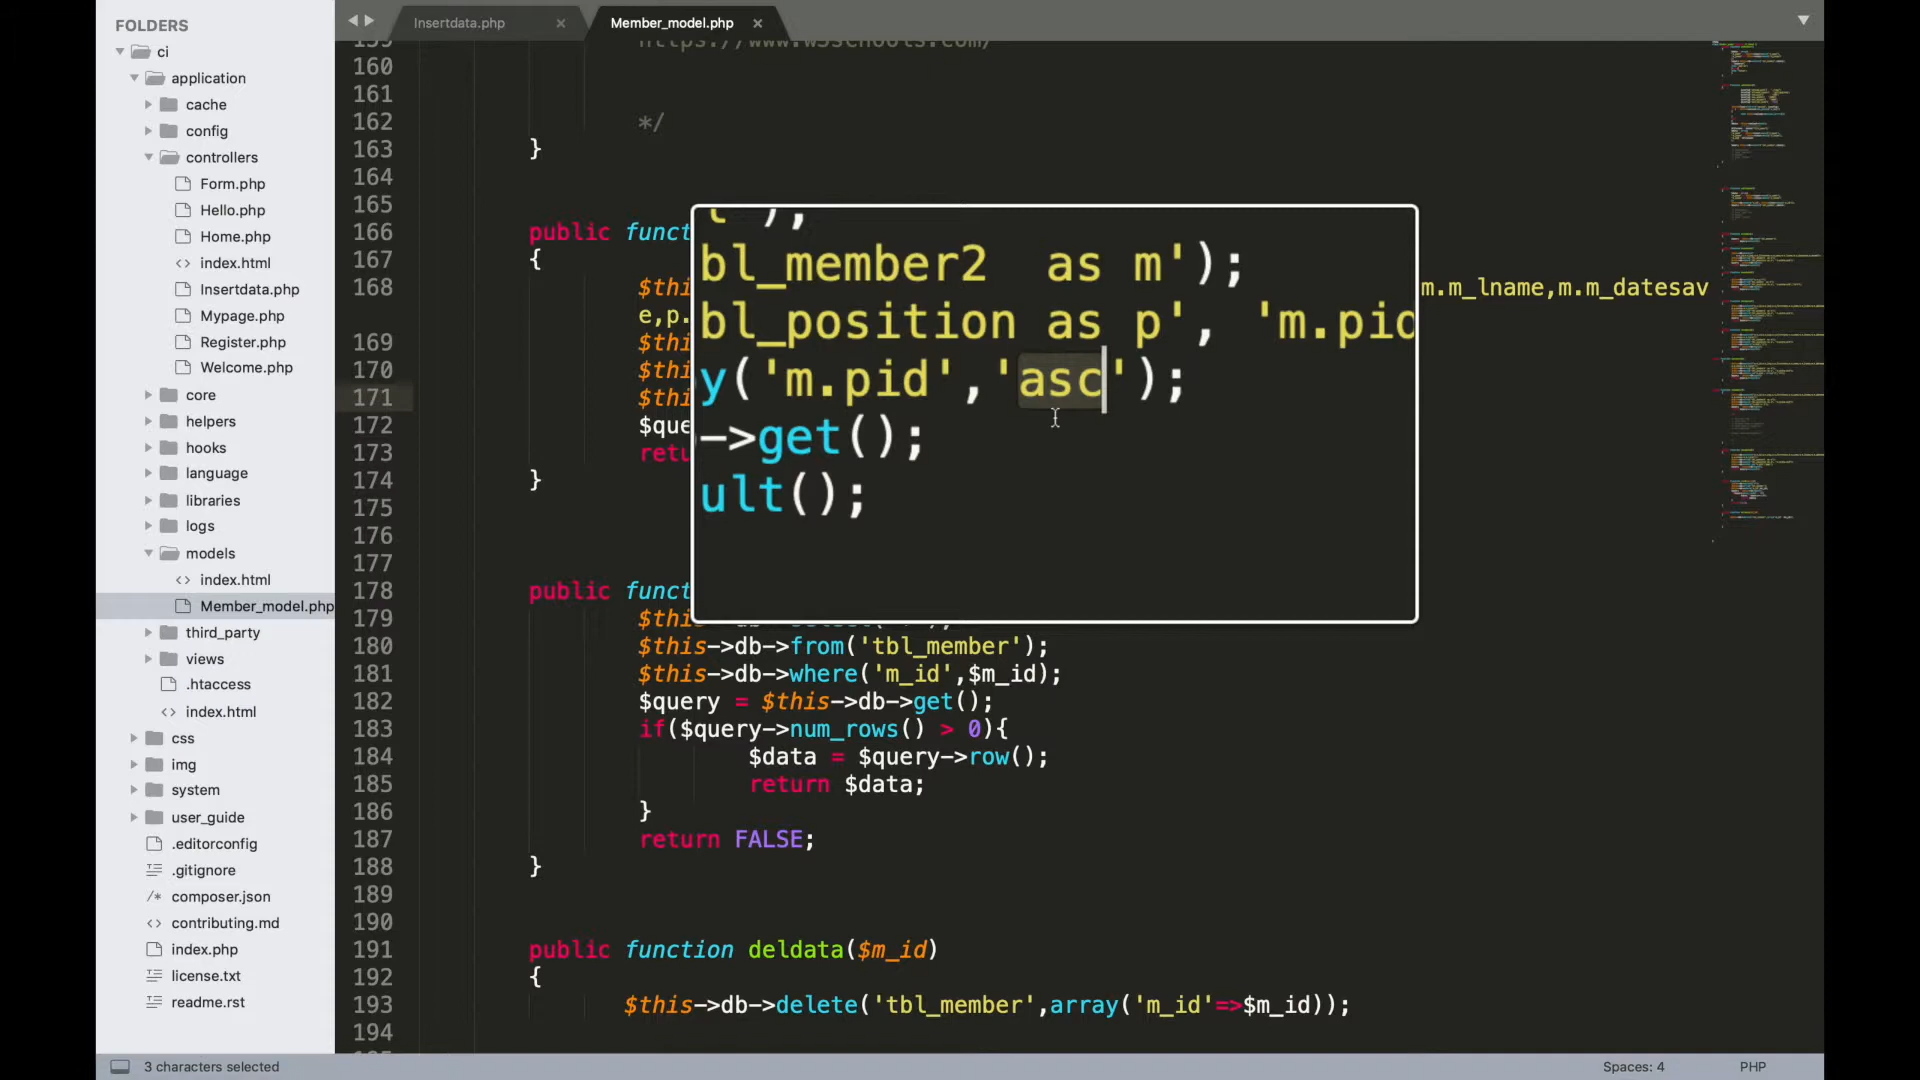 FOLDERS
ci
application
cache
config
controllers
Form.php
Hello.php
Home.php
index.html
Insertdata.php
Mypage.php
Register.php
Welcome.php
core
helpers
hooks
language
libraries
logs
models
index.html
Member_model.php
third_party
views
.htaccess
index.html
css
img
system
user_guide
.editorconfig
.gitignore
composer.json
contributing.md
index.php
license.txt
readme.rst
Insertdata.php
Member_model.php
https://www.w3schools.com/
160
161
162 */
163 }
164
165
166 public funct
167 {
168 $thi m.m_lname,m.m_datesav
e,p.
169 $thi
170 $thi
171 $thi
172 $que
173 retu
174 }
175
176
177
178 public funct
179 $this
180 $this->db->from('tbl_member');
181 $this->db->where('m_id',$m_id);
182 $query = $this->db->get();
183 if($query->num_rows() > 0){
184 $data = $query->row();
185 return $data;
186 }
187 return FALSE;
188 }
189
190
191 public function deldata($m_id)
192 {
193 $this->db->delete('tbl_member',array('m_id'=>$m_id));
194
bl_member2 as m');
bl_position as p', 'm.pid
y('m.pid','asc');
->get();
ult();
3 characters selected
Spaces: 4
PHP